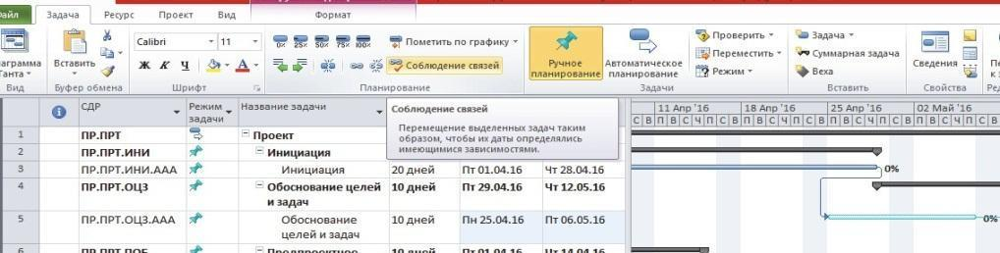 Файл Задача Ресурс Проект Вид Формат
Диаграмма Ганта
Вид
Вставить
Буфер обмена
Calibri 11
Ж К Ч
Шрифт
0% 25% 50% 75% 100%
Пометить по графику
Соблюдение связей
Планирование
Ручное планирование
Автоматическое планирование
Проверить
Переместить
Режим
Задачи
Задача
Суммарная задача
Веха
Вставить
Сведения
Свойства
СДР Режим задачи Название задачи
Соблюдение связей
Перемещение выделенных задач таким
образом, чтобы их даты определялись
имеющимися зависимостями.
11 Апр '16 18 Апр '16 25 Апр '16 02 Май '16
С В П В С Ч П С В П В С Ч П С В П В С Ч П С В П В С Ч П
1 ПР.ПРТ Проект
2 ПР.ПРТ.ИНИ Инициация
3 ПР.ПРТ.ИНИ.ААА Инициация 20 дней Пт 01.04.16 Чт 28.04.16 0%
4 ПР.ПРТ.ОЦЗ Обоснование целей и задач 10 дней Пт 29.04.16 Чт 12.05.16
5 ПР.ПРТ.ОЦЗ.ААА Обоснование целей и задач 10 дней Пн 25.04.16 Пт 06.05.16 0%
6 ПР.ПРТ.ПОЕ Предпроектное 10 дней Пт 01.04.16 Чт 14.04.16